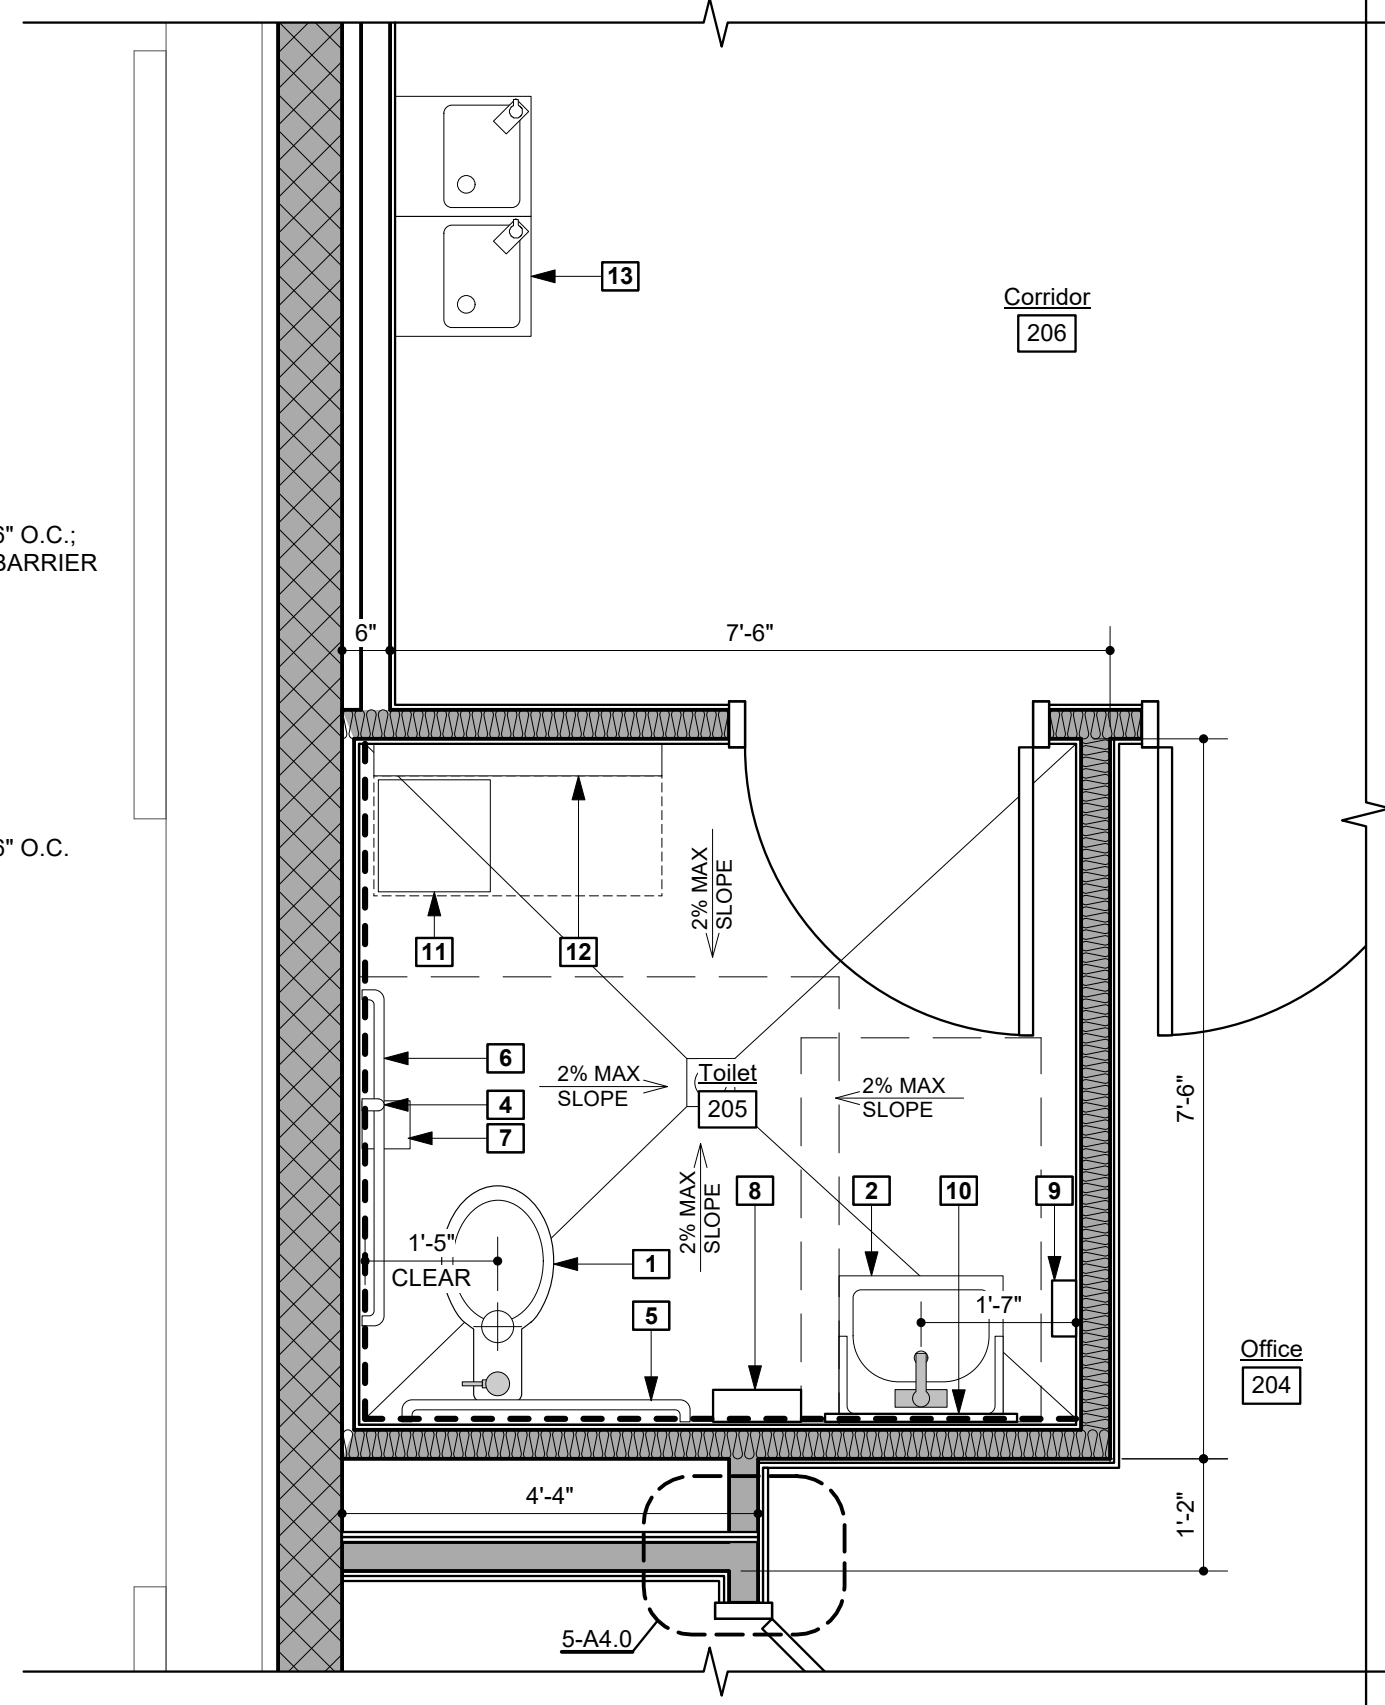 13
Corridor
206
6" O.C.;
BARRIER
6"
7'-6"
6" O.C.
2% MAX
SLOPE
11
12
6
4
7
2% MAX
SLOPE
Toilet
205
2% MAX
SLOPE
7'-6"
2% MAX
SLOPE
8
2
10
9
1'-5"
CLEAR
1
5
1'-7"
Office
204
4'-4"
1'-2"
5-A4.0